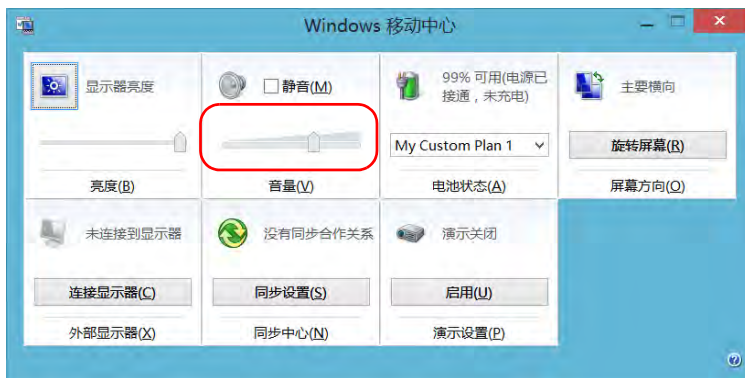 Windows 移动中心
显示器亮度
亮度(B)
静音(M)
音量(V)
99% 可用(电源已
接通，未充电)
My Custom Plan 1
电池状态(A)
主要横向
旋转屏幕(R)
屏幕方向(O)
未连接到显示器
连接显示器(C)
外部显示器(X)
没有同步合作关系
同步设置(S)
同步中心(N)
演示关闭
启用(U)
演示设置(P)